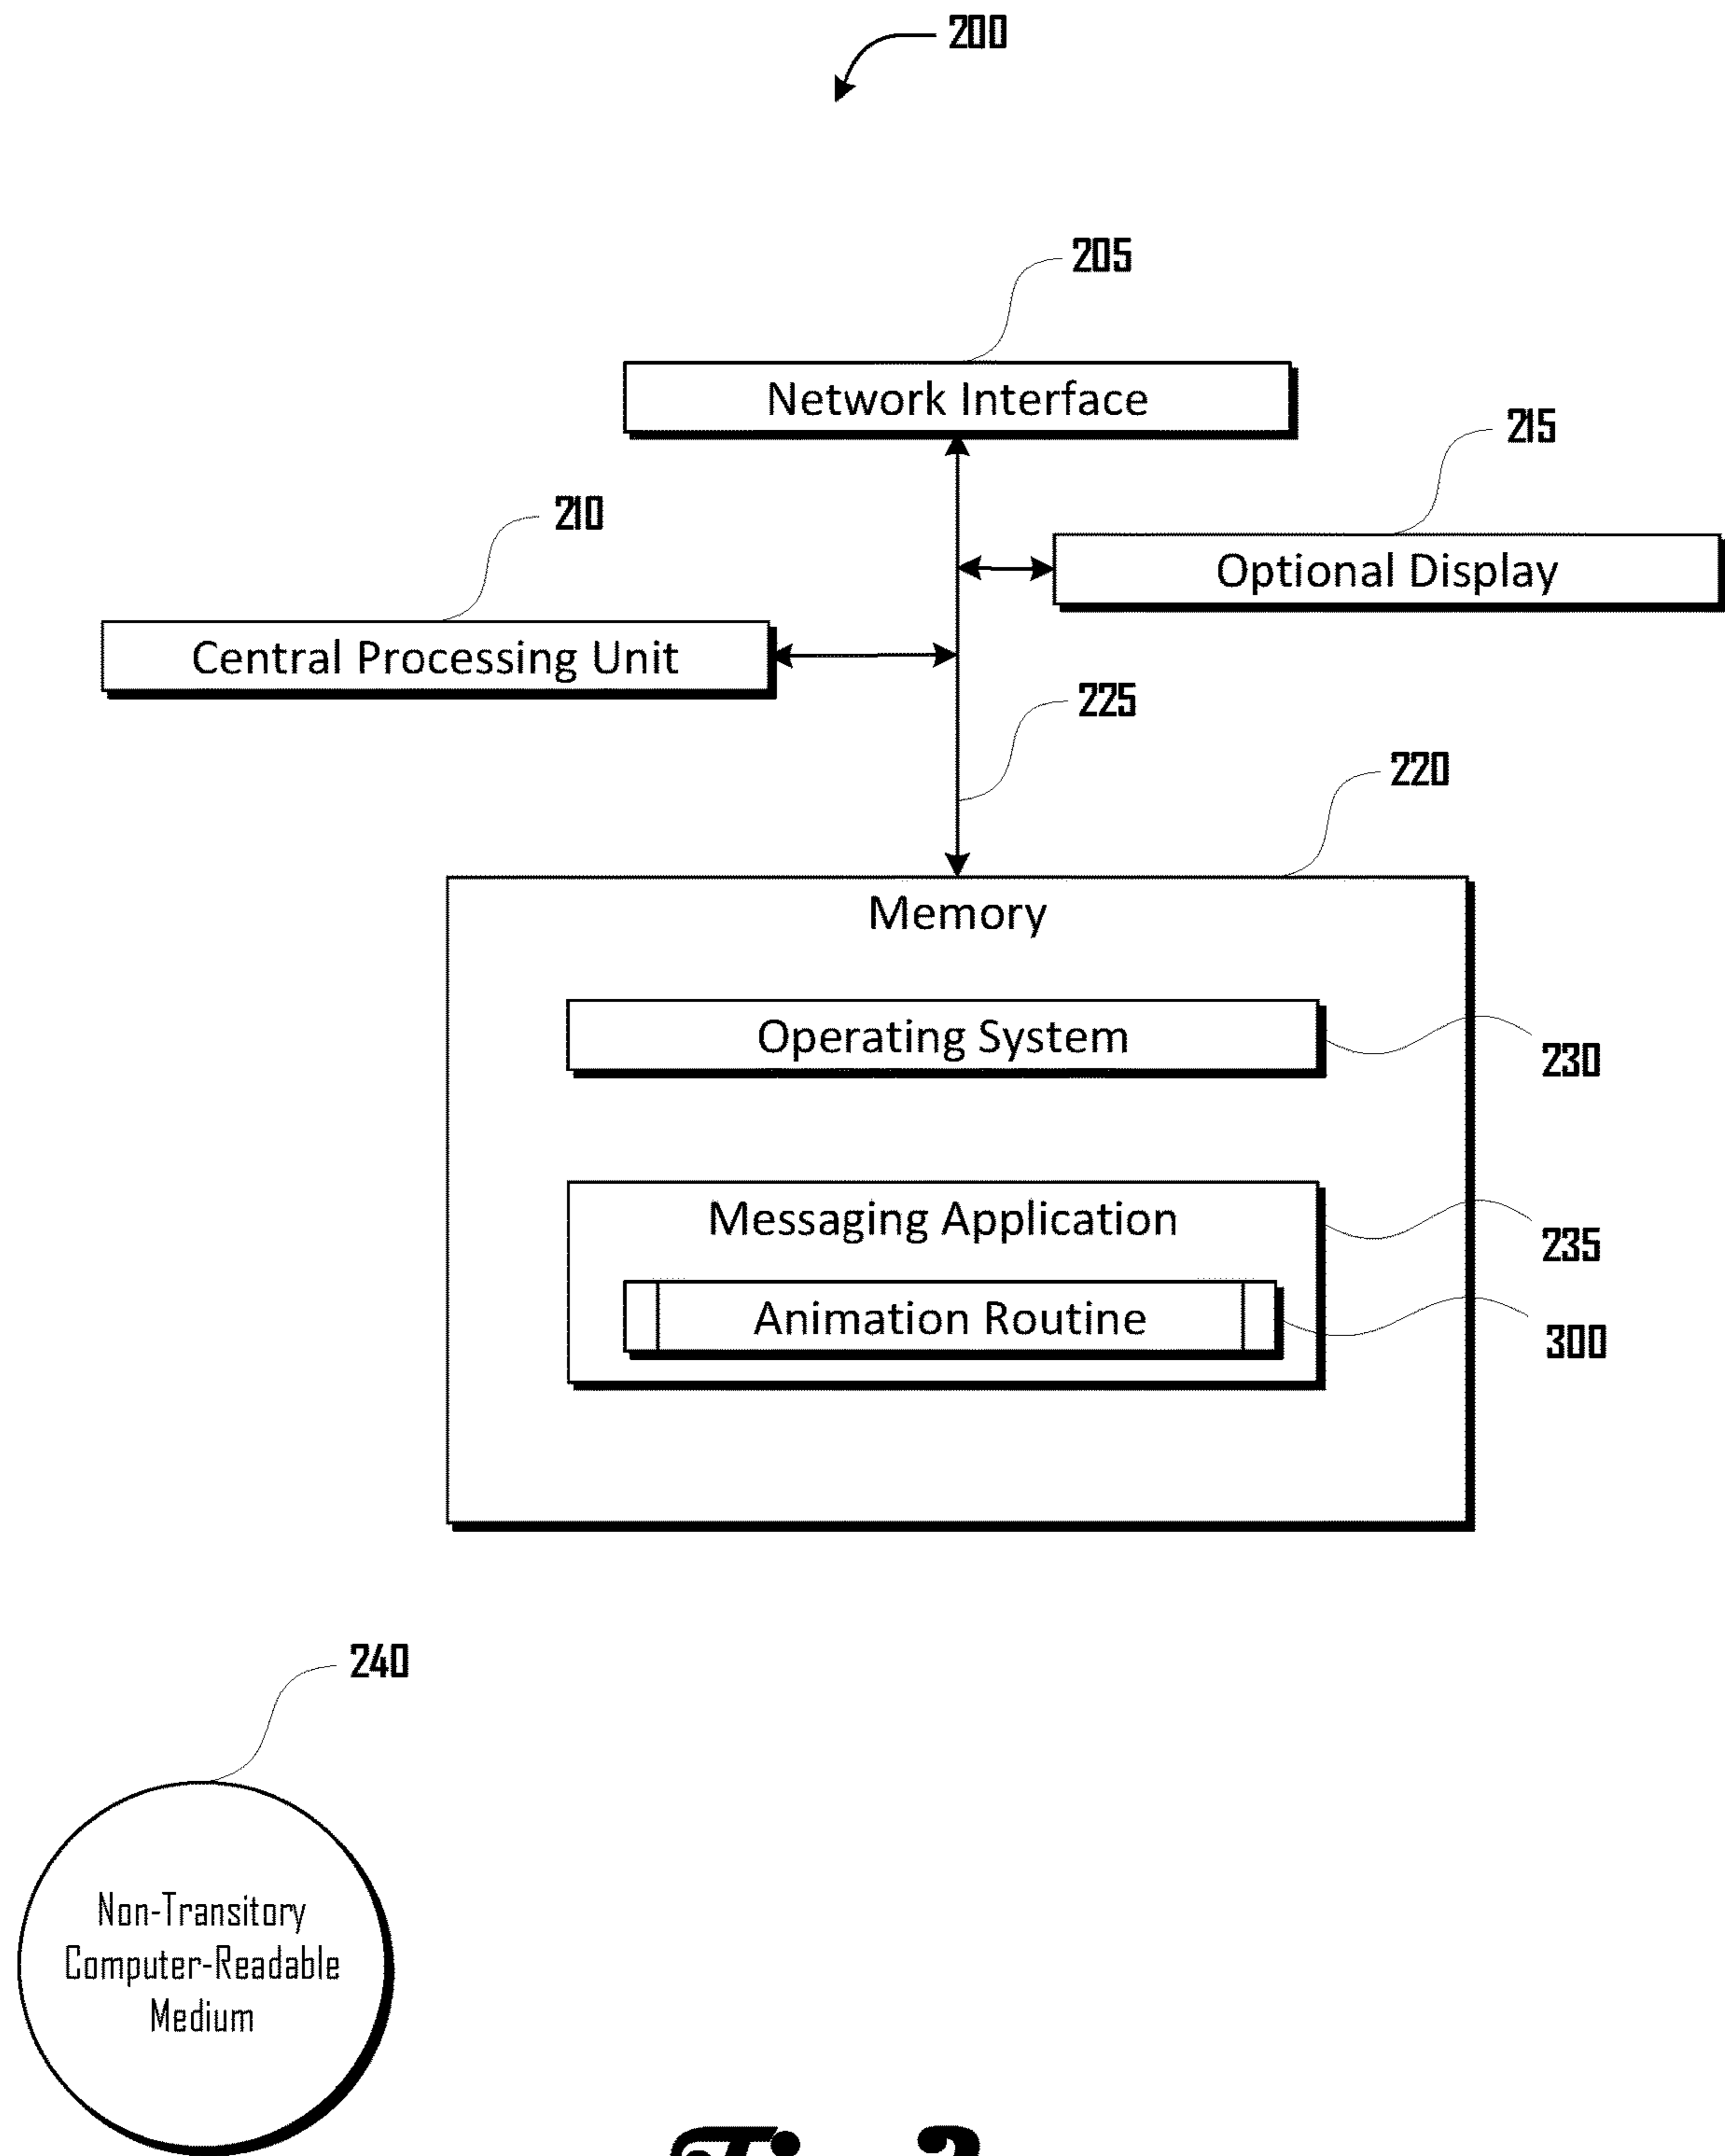 200
205
Network Interface
215
210
Optional Display
Central Processing Unit
225
220
Memory
Operating System
230
Messaging Application
235
Animation Routine
300
240
Non-Transitory
Computer-Readable
Medium